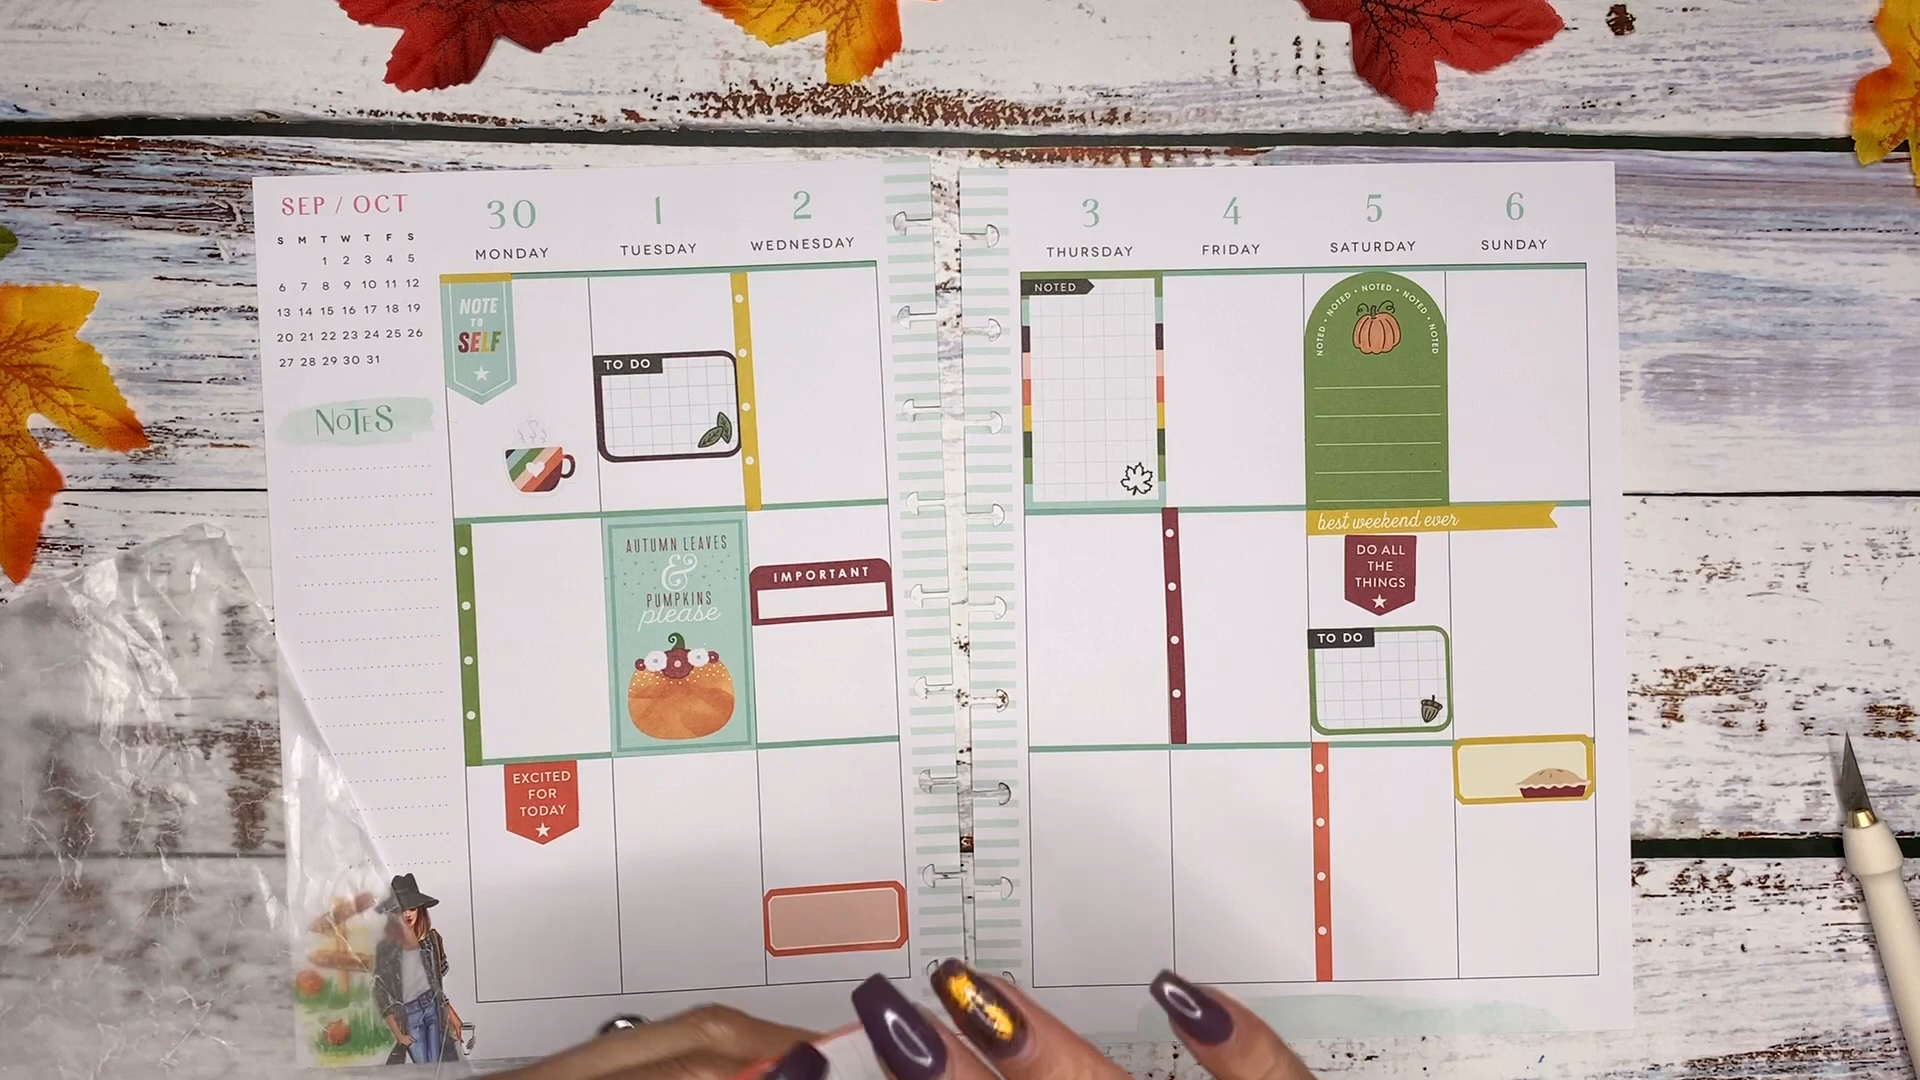 SEP / OCT
S M T W T F S
1 2 3 4 5
6 7 8 9 10 11 12
13 14 15 16 17 18 19
20 21 22 23 24 25 26
27 28 29 30 31
NOTES
30
MONDAY
1
TUESDAY
2
WEDNESDAY
NOTE
TO
SELF
TO DO
AUTUMN LEAVES
&
PUMPKINS
please
IMPORTANT
EXCITED
FOR
TODAY
3
THURSDAY
4
FRIDAY
5
SATURDAY
6
SUNDAY
NOTED
NOTED • NOTED • NOTED • NOTED • NOTED
best weekend ever
DO ALL
THE
THINGS
TO DO